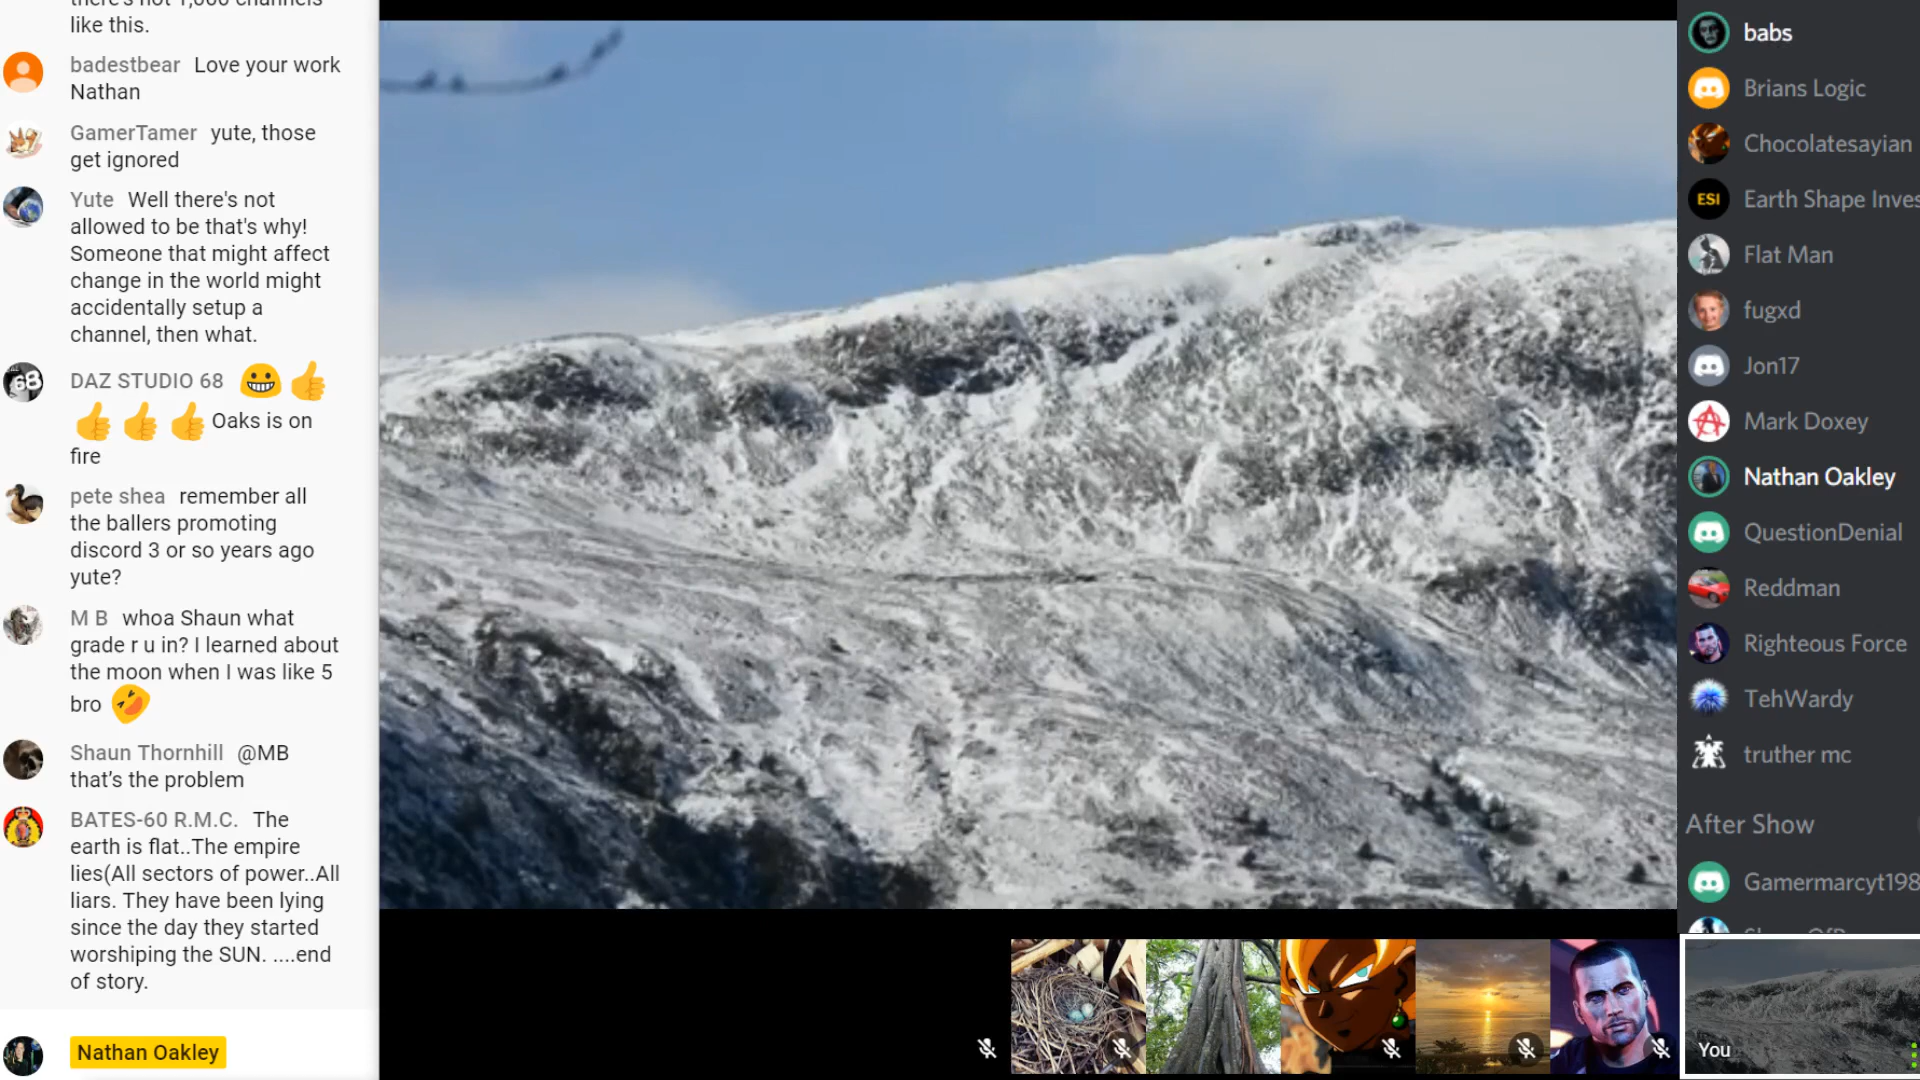 there's not 1,000 channels
like this.
badestbear Love your work
Nathan
GamerTamer yute, those
get ignored
Yute Well there's not
allowed to be that's why!
Someone that might affect
change in the world might
accidentally setup a
channel, then what.
DAZ STUDIO 68
Oaks is on
fire
pete shea remember all
the ballers promoting
discord 3 or so years ago
yute?
M B whoa Shaun what
grade r u in? I learned about
the moon when I was like 5
bro
Shaun Thornhill @MB
that's the problem
BATES-60 R.M.C. The
earth is flat..The empire
lies(All sectors of power..All
liars. They have been lying
since the day they started
worshiping the SUN. ....end
of story.
Nathan Oakley
68
babs
Brians Logic
Chocolatesayian
ESI
Earth Shape Inves
Flat Man
fugxd
Jon17
Mark Doxey
Nathan Oakley
QuestionDenial
Reddman
Righteous Force
TehWardy
truther mc
After Show
Gamermarcyt198
You